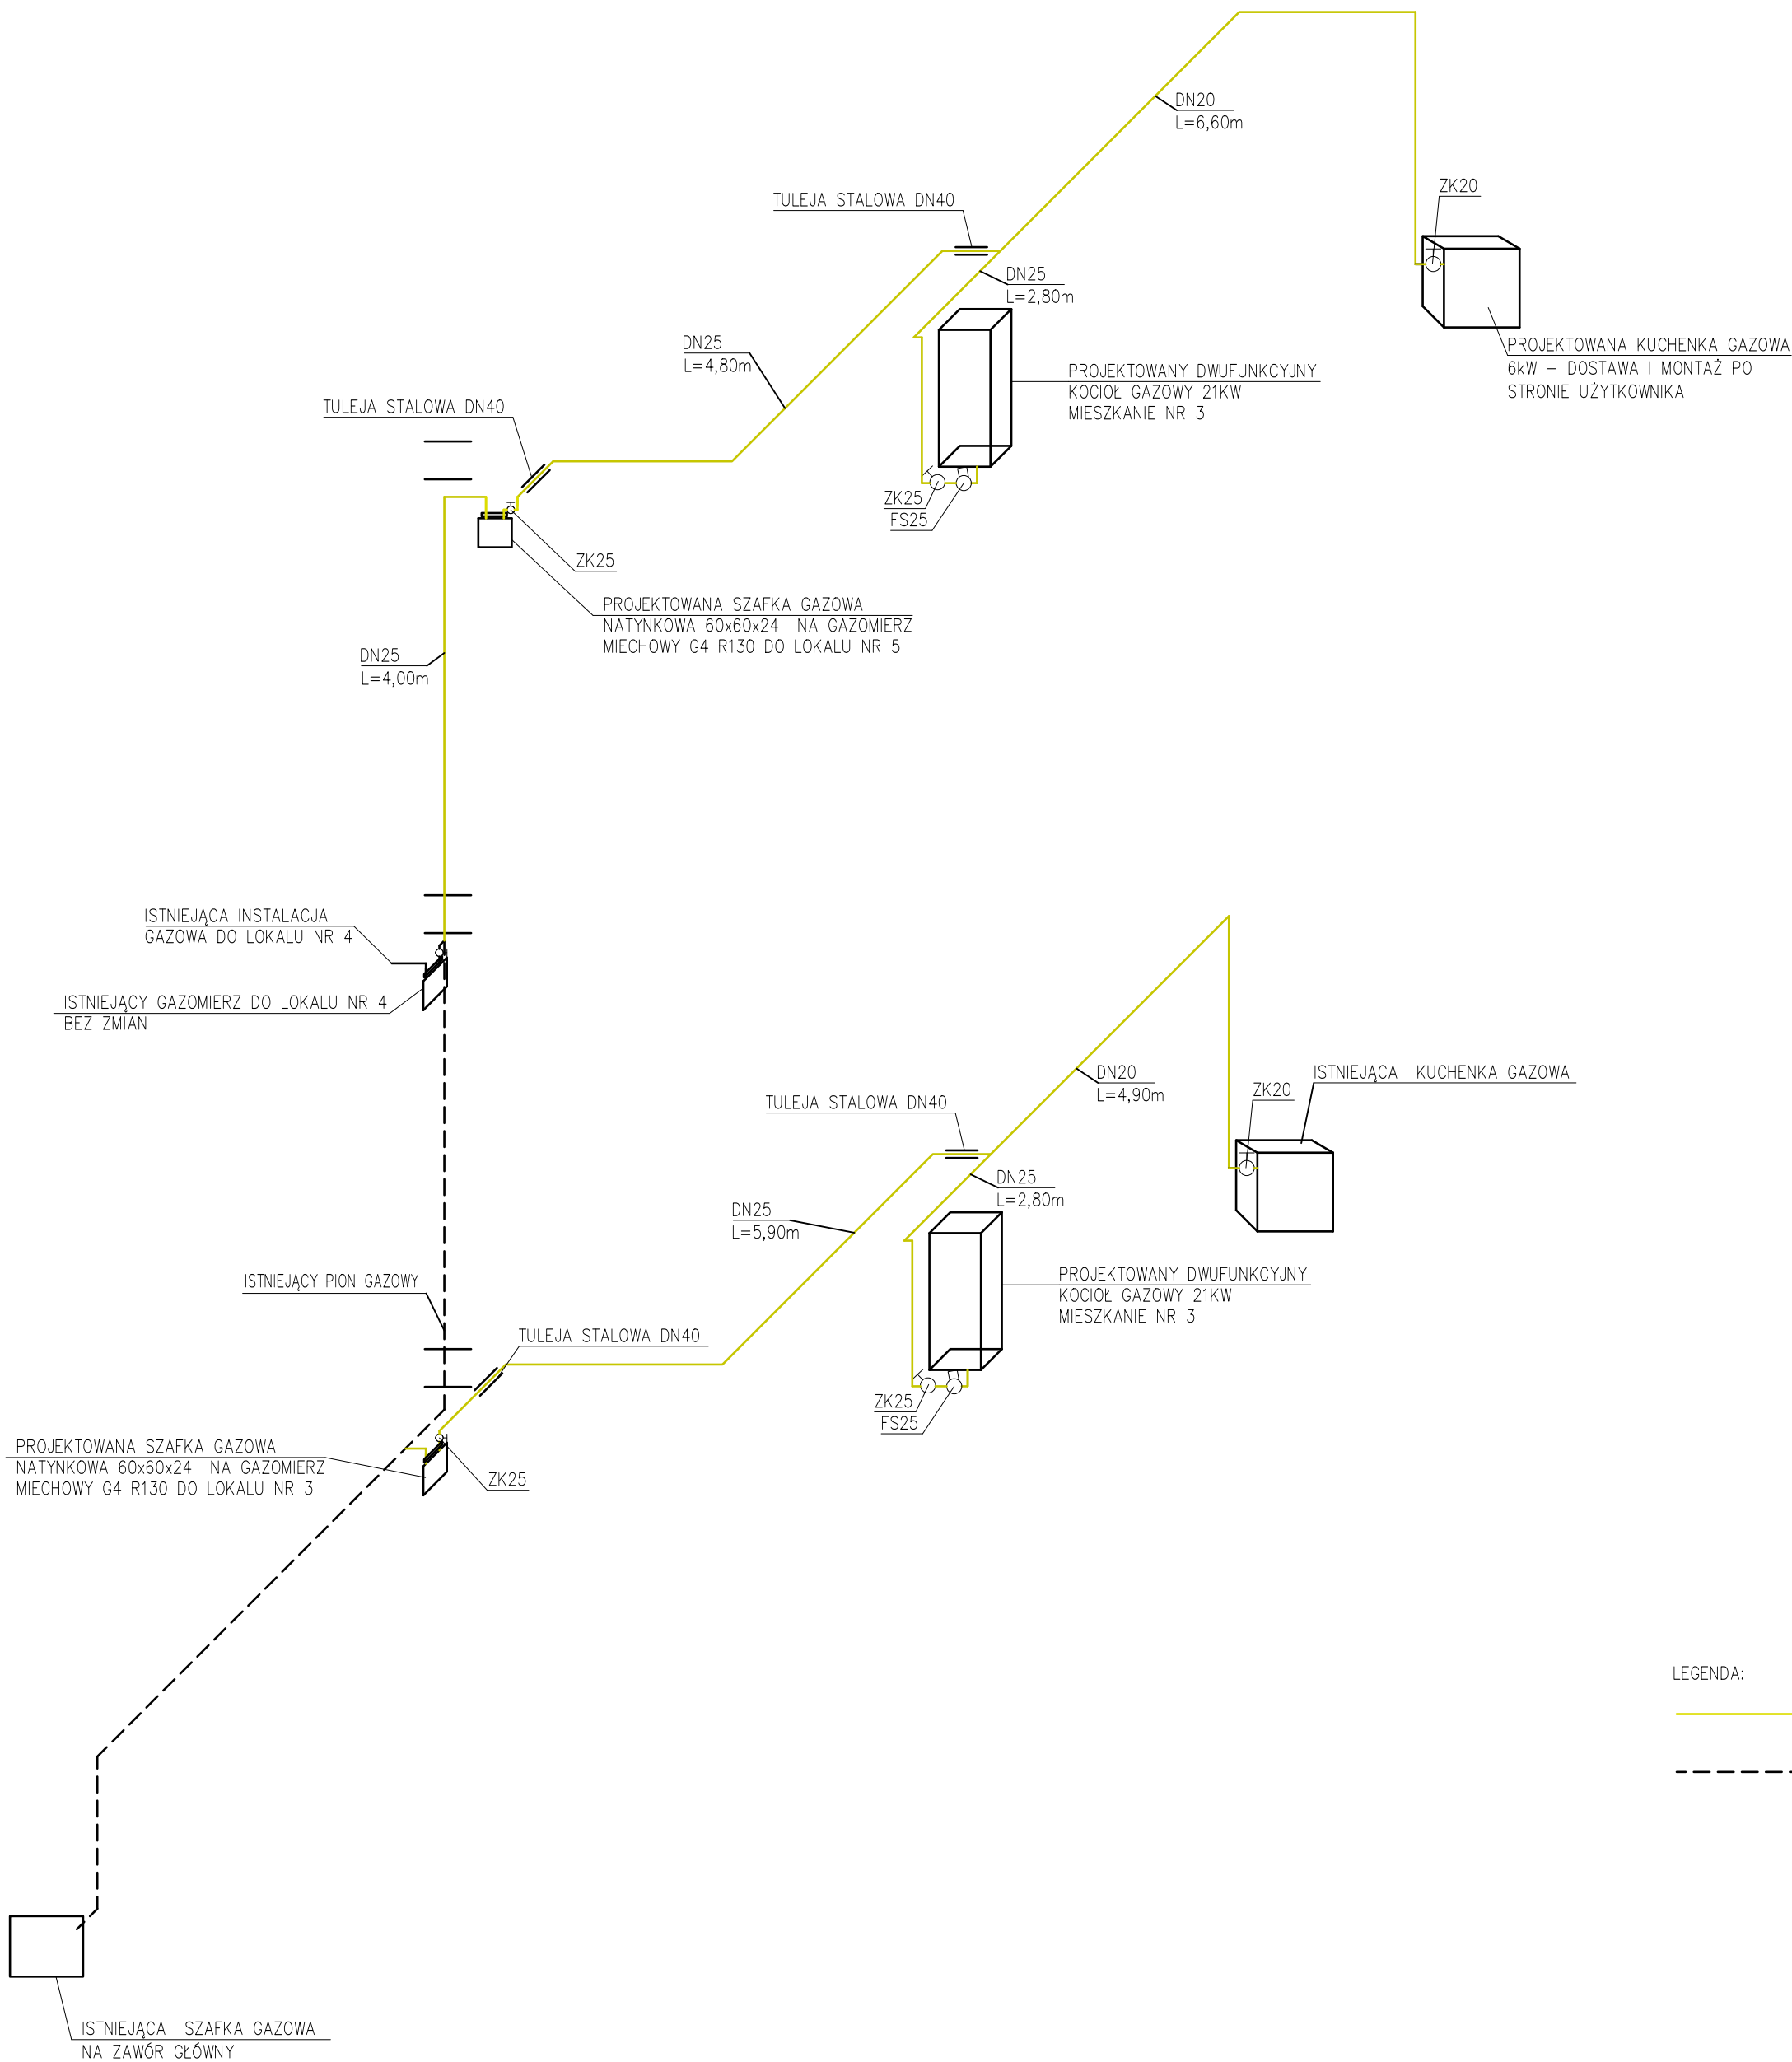 DN20
L=6,60m
ZK20
TULEJA STALOWA DN40
DN25
L=2,80m
DN25
L=4,80m
PROJEKTOWANA KUCHENKA GAZOWA
6kW – DOSTAWA I MONTAŻ PO
STRONIE UŻYTKOWNIKA
PROJEKTOWANY DWUFUNKCYJNY
KOCIOŁ GAZOWY 21KW
MIESZKANIE NR 3
TULEJA STALOWA DN40
ZK25
FS25
ZK25
PROJEKTOWANA SZAFKA GAZOWA
NATYNKOWA 60x60x24 NA GAZOMIERZ
MIECHOWY G4 R130 DO LOKALU NR 5
DN25
L=4,00m
ISTNIEJĄCA INSTALACJA
GAZOWA DO LOKALU NR 4
ISTNIEJĄCY GAZOMIERZ DO LOKALU NR 4
BEZ ZMIAN
DN20
L=4,90m
ISTNIEJĄCA KUCHENKA GAZOWA
ZK20
TULEJA STALOWA DN40
DN25
L=2,80m
DN25
L=5,90m
PROJEKTOWANY DWUFUNKCYJNY
KOCIOŁ GAZOWY 21KW
MIESZKANIE NR 3
ISTNIEJĄCY PION GAZOWY
TULEJA STALOWA DN40
ZK25
FS25
PROJEKTOWANA SZAFKA GAZOWA
NATYNKOWA 60x60x24 NA GAZOMIERZ
MIECHOWY G4 R130 DO LOKALU NR 3
ZK25
LEGENDA:
ISTNIEJĄCA SZAFKA GAZOWA
NA ZAWÓR GŁÓWNY